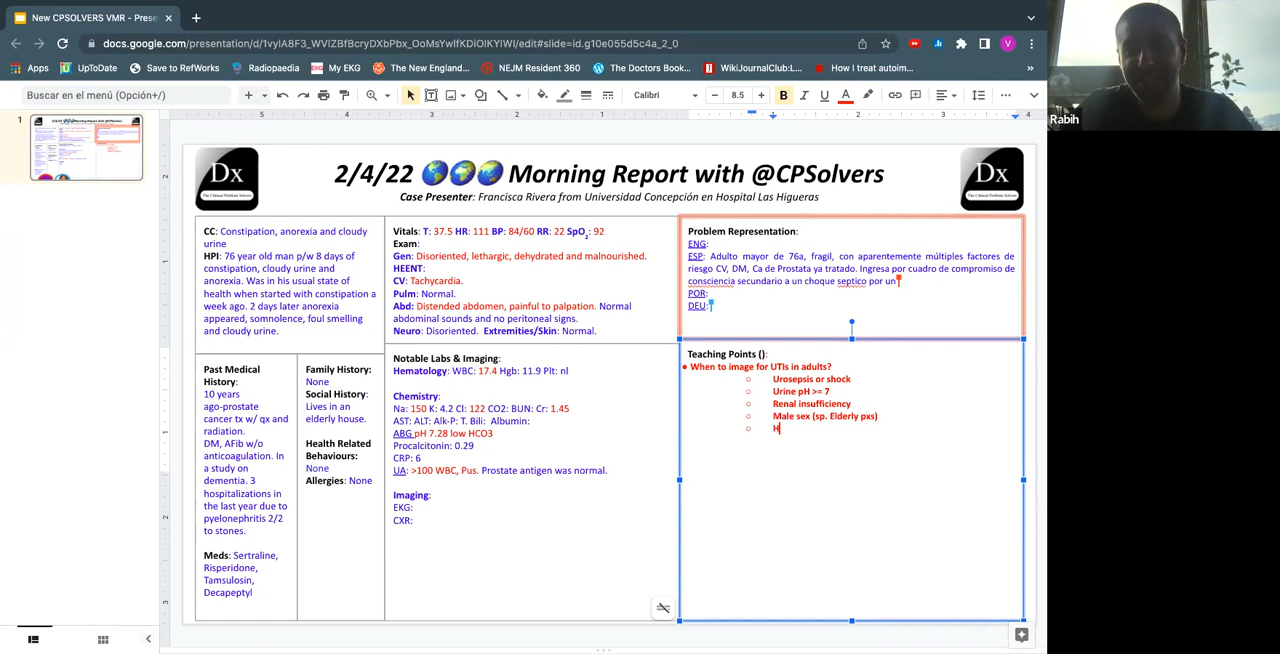 New CPSOLVERS VMR - Prese
docs.google.com/presentation/d/1vylA8F3_WVIZBfBcryDXbPbx_OoMsYwlfKDiOlKYlWI/edit#slide=id.g10e055d5c4a_2_0
Apps UpToDate Save to RefWorks Radiopaedia My EKG The New England... NEJM Resident 360 The Doctors Book... WikiJournalClub:L... How I treat autoim... »
Buscar en el menú (Opción+/) Calibri 8.5
Rabih
1
2/4/22 Morning Report with @CPSolvers
Case Presenter: Francisca Rivera from Universidad Concepción en Hospital Las Higueras
Dx
The Clinical Problem Solvers
Dx
The Clinical Problem Solvers
CC: Constipation, anorexia and cloudy
urine
HPI: 76 year old man p/w 8 days of
constipation, cloudy urine and
anorexia. Was in his usual state of
health when started with constipation a
week ago. 2 days later anorexia
appeared, somnolence, foul smelling
and cloudy urine.
Past Medical
History:
10 years
ago-prostate
cancer tx w/ qx and
radiation.
DM, AFib w/o
anticoagulation. In
a study on
dementia. 3
hospitalizations in
the last year due to
pyelonephritis 2/2
to stones.
Meds: Sertraline,
Risperidone,
Tamsulosin,
Decapeptyl
Family History:
None
Social History:
Lives in an
elderly house.
Health Related
Behaviours:
None
Allergies: None
Vitals: T: 37.5 HR: 111 BP: 84/60 RR: 22 SpO2: 92
Exam:
Gen: Disoriented, lethargic, dehydrated and malnourished.
HEENT:
CV: Tachycardia.
Pulm: Normal.
Abd: Distended abdomen, painful to palpation. Normal
abdominal sounds and no peritoneal signs.
Neuro: Disoriented. Extremities/Skin: Normal.
Notable Labs & Imaging:
Hematology: WBC: 17.4 Hgb: 11.9 Plt: nl
Chemistry:
Na: 150 K: 4.2 Cl: 122 CO2: BUN: Cr: 1.45
AST: ALT: Alk-P: T. Bili: Albumin:
ABG pH 7.28 low HCO3
Procalcitonin: 0.29
CRP: 6
UA: >100 WBC, Pus. Prostate antigen was normal.
Imaging:
EKG:
CXR:
Problem Representation:
ENG:
ESP: Adulto mayor de 76a, fragil, con aparentemente múltiples factores de
riesgo CV, DM, Ca de Prostata ya tratado. Ingresa por cuadro de compromiso de
consciencia secundario a un choque septico por un
POR:
DEU:
Teaching Points ():
● When to image for UTIs in adults?
○ Urosepsis or shock
○ Urine pH >= 7
○ Renal insufficiency
○ Male sex (sp. Elderly pxs)
○ H